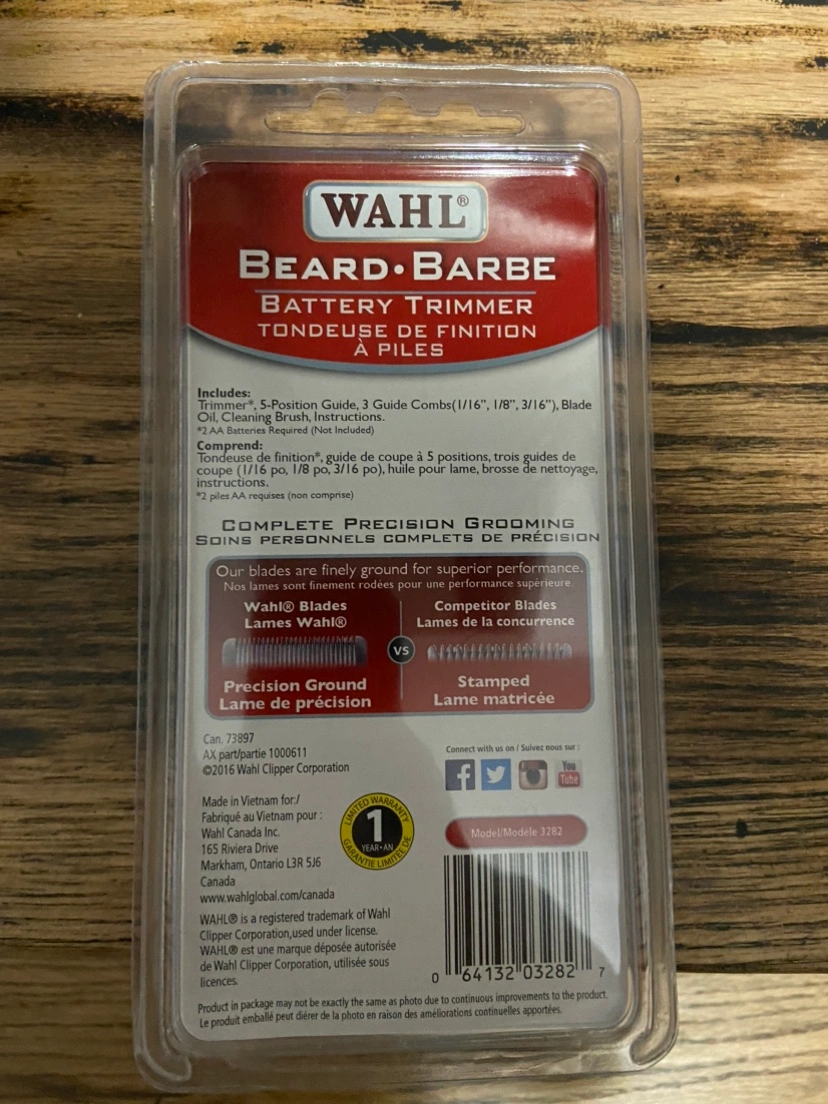 WAHL®
BEARD • BARBE
BATTERY TRIMMER
TONDEUSE DE FINITION
À PILES
Includes:
Trimmer*, 5-Position Guide, 3 Guide Combs(1/16", 1/8", 3/16"), Blade
Oil, Cleaning Brush, Instructions.
*2 AA Batteries Required (Not Included)
Comprend:
Tondeuse de finition*, guide de coupe à 5 positions, trois guides de
coupe (1/16 po, 1/8 po, 3/16 po), huile pour lame, brosse de nettoyage,
instructions.
*2 piles AA requises (non comprise)
COMPLETE PRECISION GROOMING
SOINS PERSONNELS COMPLETS DE PRÉCISION
Our blades are finely ground for superior performance.
Nos lames sont finement rodées pour une performance supérieure.
Wahl® Blades
Lames Wahl®
VS
Competitor Blades
Lames de la concurrence
Precision Ground
Lame de précision
Stamped
Lame matricée
Can. 73897
AX part/partie 1000611
©2016 Wahl Clipper Corporation
Connect with us on / Suivez nous sur :
You
Tube
Made in Vietnam for:/
Fabriqué au Vietnam pour :
Wahl Canada Inc.
165 Riviera Drive
Markham, Ontario L3R 5J6
Canada
www.wahlglobal.com/canada
LIMITED WARRANTY
1
YEAR • AN
GARANTIE LIMITÉE DE
Model/Modèle 3282
WAHL® is a registered trademark of Wahl
Clipper Corporation,used under license.
WAHL® est une marque déposée autorisée
de Wahl Clipper Corporation, utilisée sous
licences.
0 64132 03282 7
Product in package may not be exactly the same as photo due to continuous improvements to the product.
Le produit emballé peut diérer de la photo en raison des améliorations continuelles apportées.